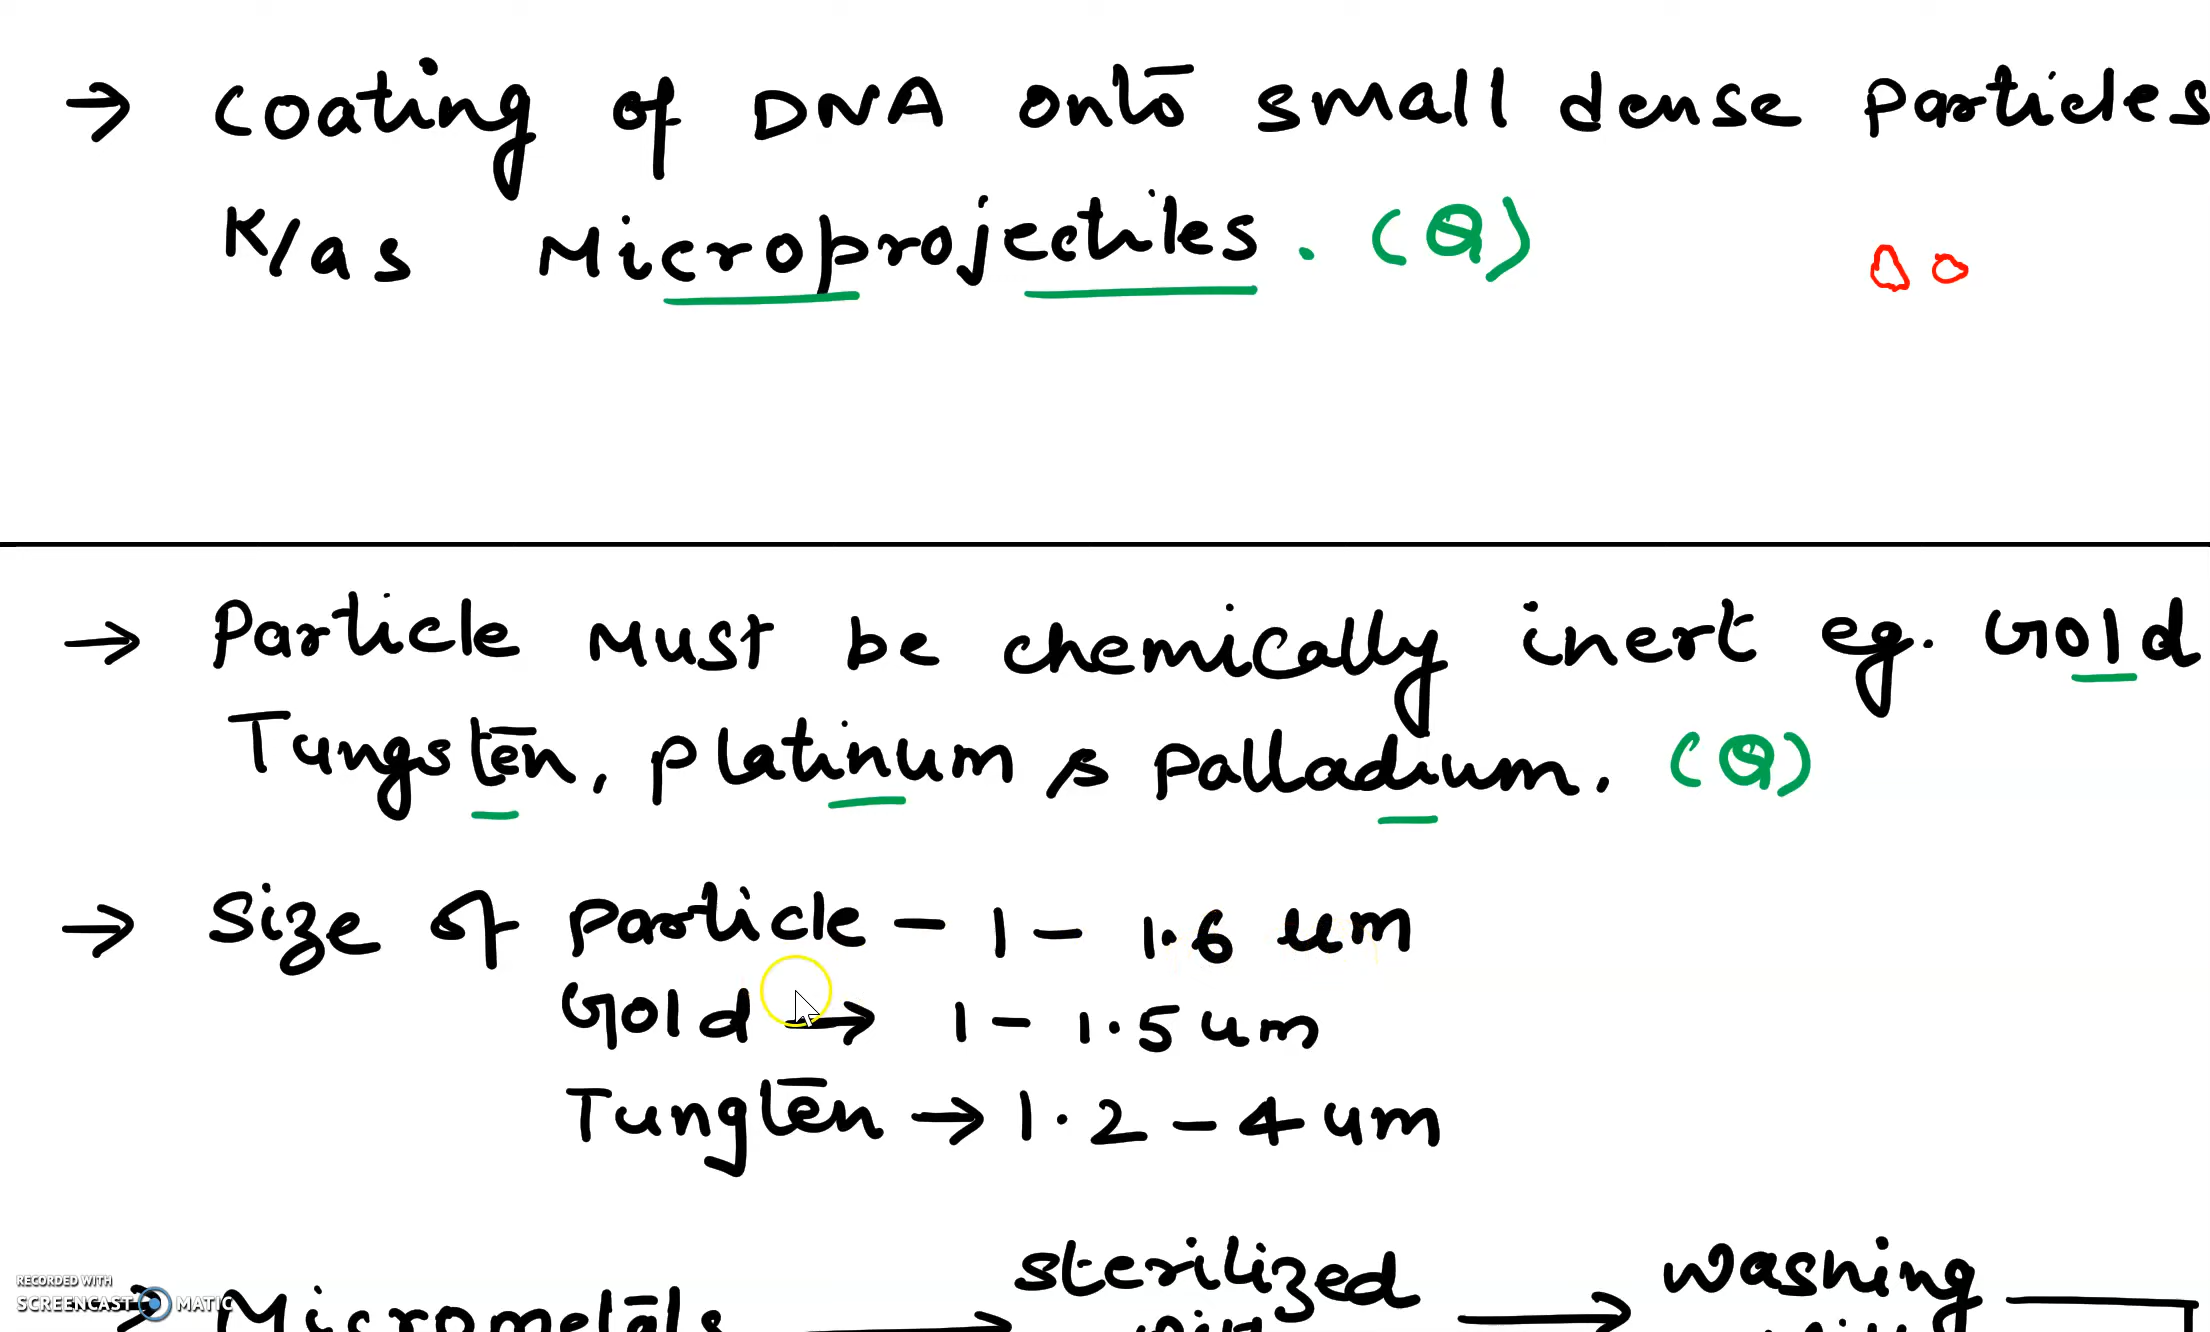 → Coating of DNA onto small dense particles
K/as Microprojectiles. (Q)
→ Particle Must be chemically inert eg. Gold
Tungsten, platinum & palladium. (Q)
→ Size of particle - 1 - 1.6 um
Gold → 1 - 1.5 um
Tungten → 1.2 - 4 um
sterilized → washing
→ Micrometals →
RECORDED WITH
SCREENCAST MATIC